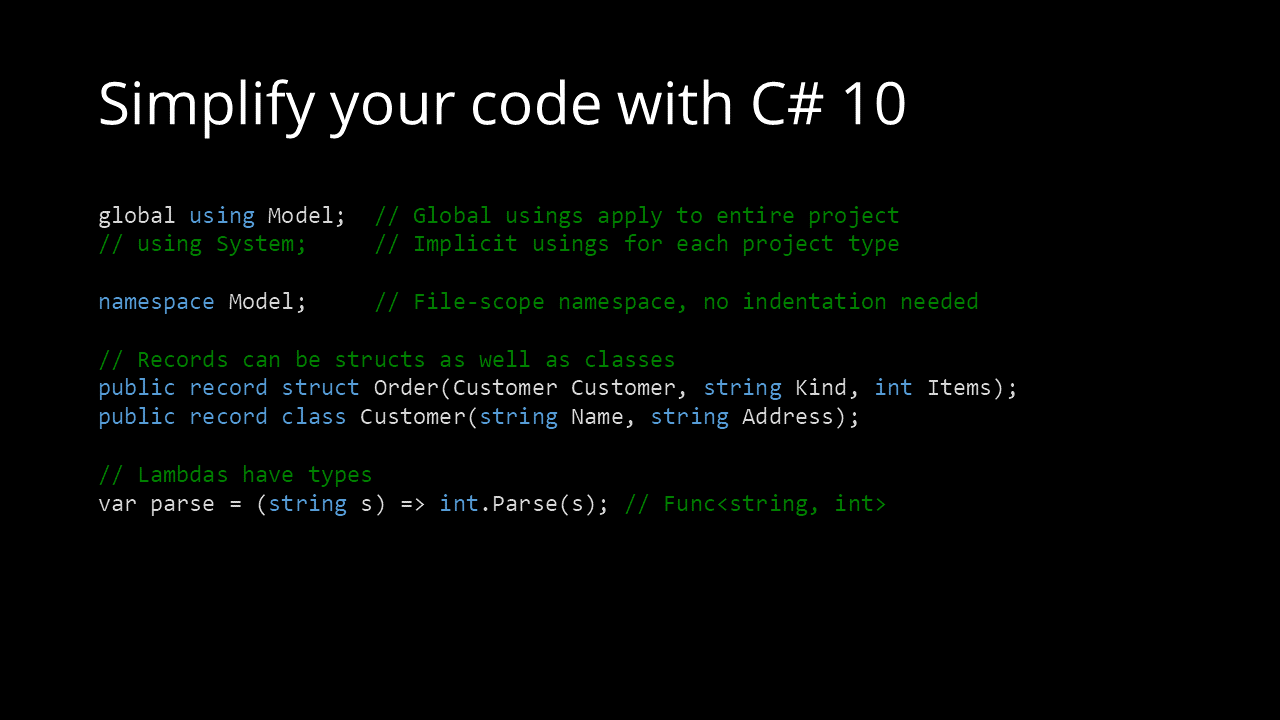 Simplify your code with C# 10
global using Model;  // Global usings apply to entire project
// using System;     // Implicit usings for each project type
namespace Model;     // File-scope namespace, no indentation needed
// Records can be structs as well as classes
public record struct Order(Customer Customer, string Kind, int Items);
public record class Customer(string Name, string Address);
// Lambdas have types
var parse = (string s) => int.Parse(s); // Func<string, int>